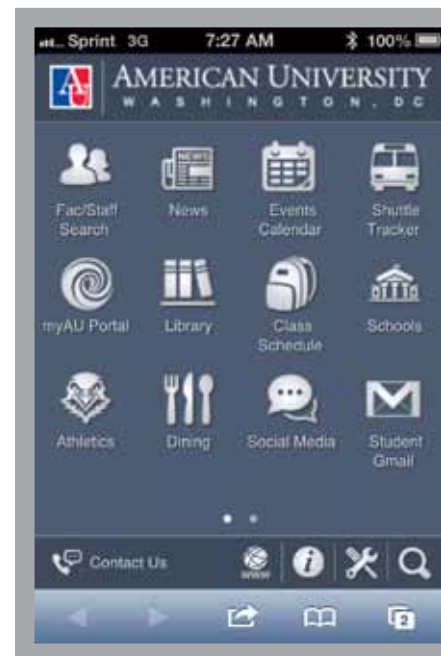 Sprint 3G 7:27 AM 100%
AU
AMERICAN UNIVERSITY
WASHINGTON, DC
Fac/Staff Search
News
Events Calendar
Shuttle Tracker
myAU Portal
Library
Class Schedule
Schools
Athletics
Dining
Social Media
Student Gmail
Contact Us
www
i
2